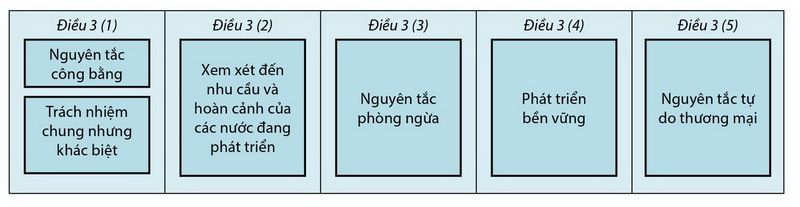 Điều 3 (1)
Nguyên tắc
công bằng
Trách nhiệm
chung nhưng
khác biệt
Điều 3 (2)
Xem xét đến
nhu cầu và
hoàn cảnh của
các nước đang
phát triển
Điều 3 (3)
Nguyên tắc
phòng ngừa
Điều 3 (4)
Phát triển
bền vững
Điều 3 (5)
Nguyên tắc tự
do thương mại